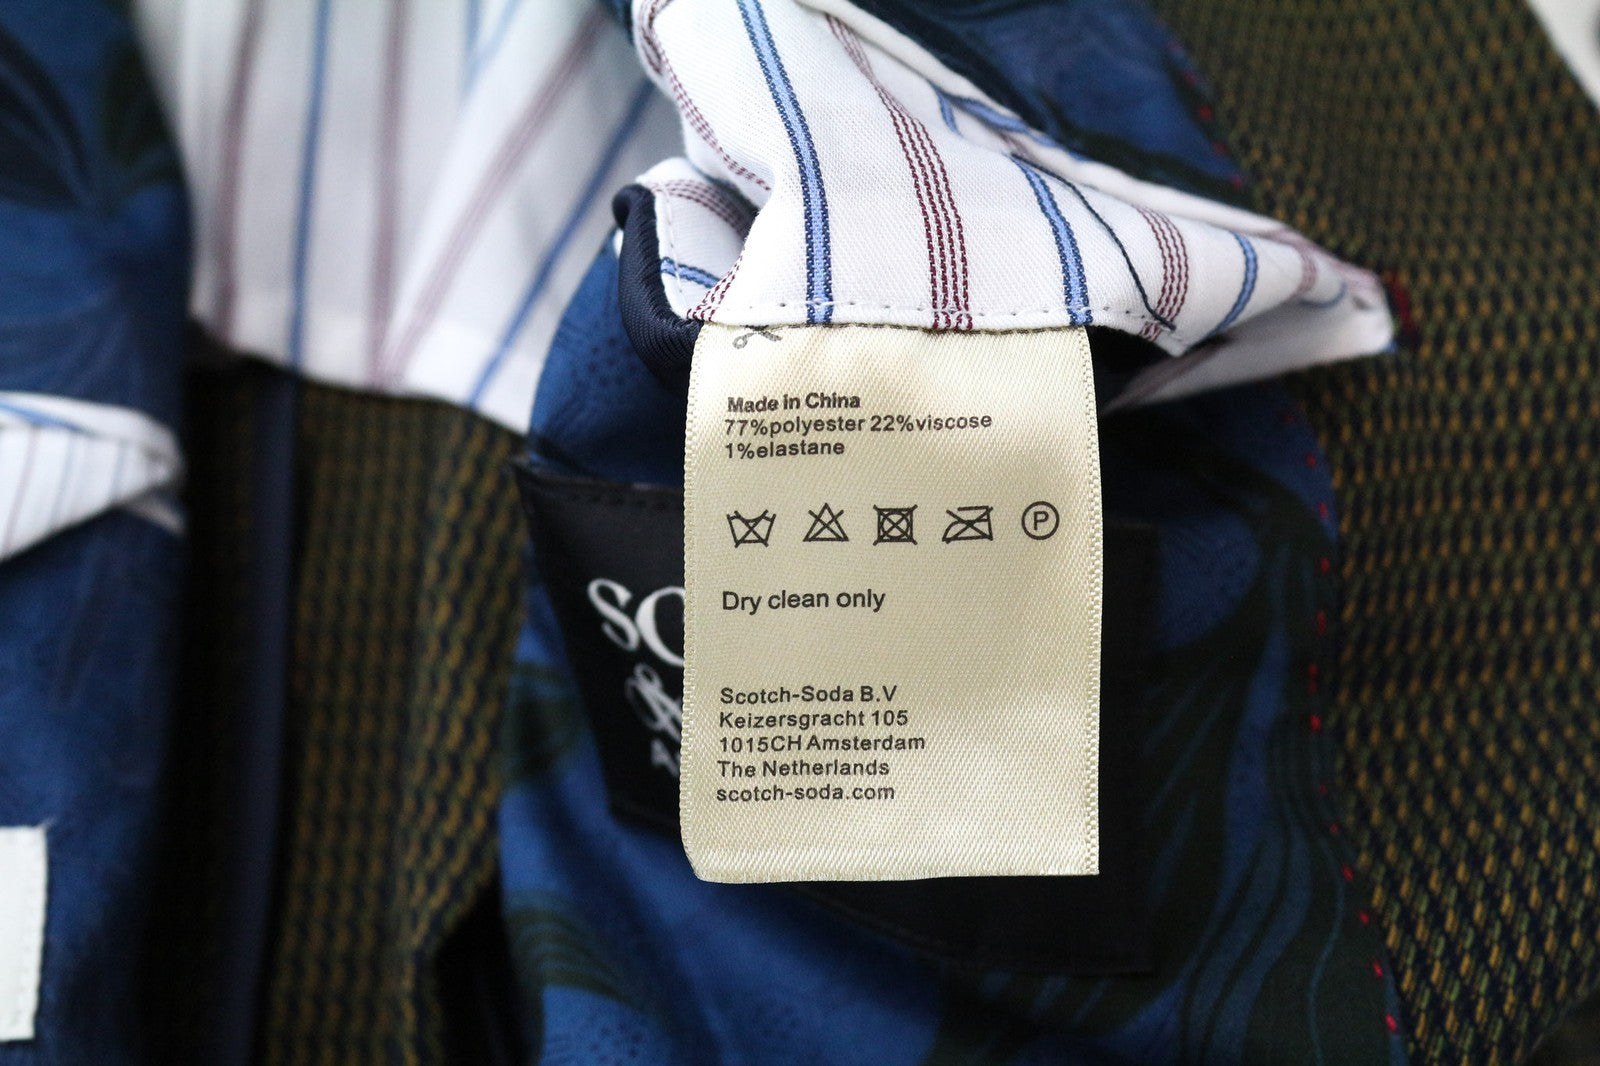 Made in China
77%polyester 22%viscose
1%elastane
P
Dry clean only
Scotch-Soda B.V
Keizersgracht 105
1015CH Amsterdam
The Netherlands
scotch-soda.com